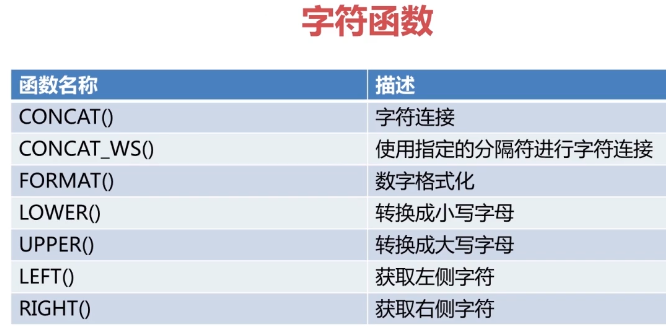 字符函数
函数名称 描述
CONCAT() 字符连接
CONCAT_WS() 使用指定的分隔符进行字符连接
FORMAT() 数字格式化
LOWER() 转换成小写字母
UPPER() 转换成大写字母
LEFT() 获取左侧字符
RIGHT() 获取右侧字符